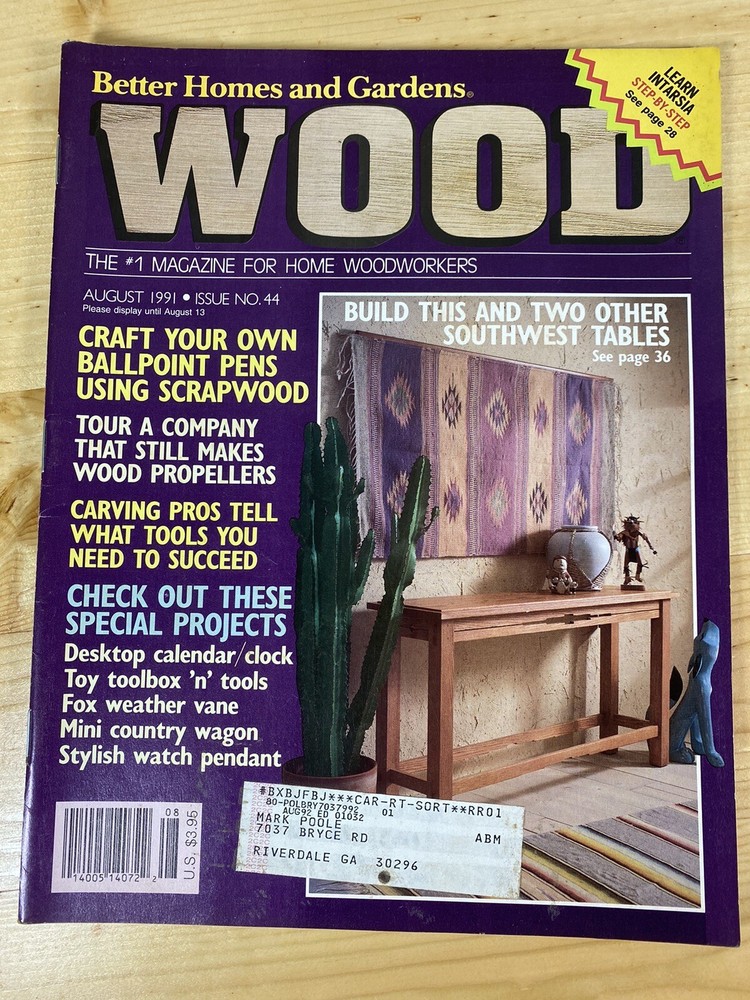 Better Homes and Gardens®
WOOD®
LEARN
INTARSIA
STEP-BY-STEP
See page 28
THE #1 MAGAZINE FOR HOME WOODWORKERS
AUGUST 1991 • ISSUE NO. 44
Please display until August 13
BUILD THIS AND TWO OTHER
SOUTHWEST TABLES
See page 36
CRAFT YOUR OWN
BALLPOINT PENS
USING SCRAPWOOD
TOUR A COMPANY
THAT STILL MAKES
WOOD PROPELLERS
CARVING PROS TELL
WHAT TOOLS YOU
NEED TO SUCCEED
CHECK OUT THESE
SPECIAL PROJECTS
Desktop calendar/clock
Toy toolbox 'n' tools
Fox weather vane
Mini country wagon
Stylish watch pendant
08
14005 14072 2
U.S. $3.95
#BXBJFBJ***CAR-RT-SORT**RR01
80-POLBRY7037992 01
AUG92 ED 01032
MARK POOLE ABM
7037 BRYCE RD
RIVERDALE GA 30296